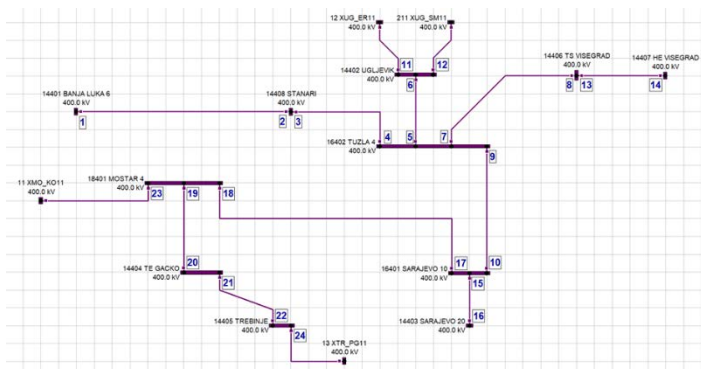 12 XUG_ER11
400.0 kV
211 XUG_SM11
400.0 kV
11
12
14402 UGLJEVIK
400.0 kV
6
14406 TS VISEGRAD
400.0 kV
14407 HE VISEGRAD
400.0 kV
8
13
14
14401 BANJA LUKA 6
400.0 kV
14408 STANARI
400.0 kV
1
2
3
4
5
7
16402 TUZLA 4
400.0 kV
9
11 XMO_KO11
400.0 kV
18401 MOSTAR 4
400.0 kV
23
19
18
14404 TE GACKO
400.0 kV
20
21
16401 SARAJEVO 10
400.0 kV
17
10
15
14405 TREBINJE
400.0 kV
22
24
14403 SARAJEVO 20
400.0 kV
16
13 XTR_PG11
400.0 kV